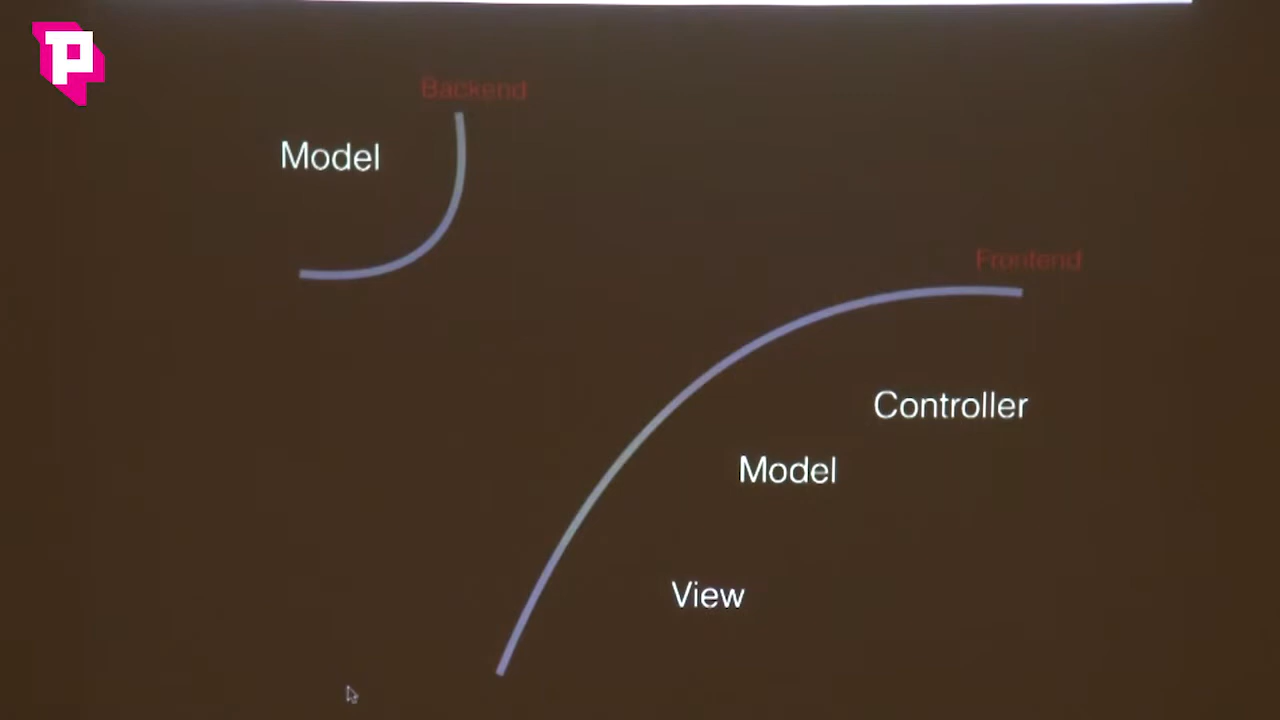 P
Backend
Model
Frontend
Controller
Model
View